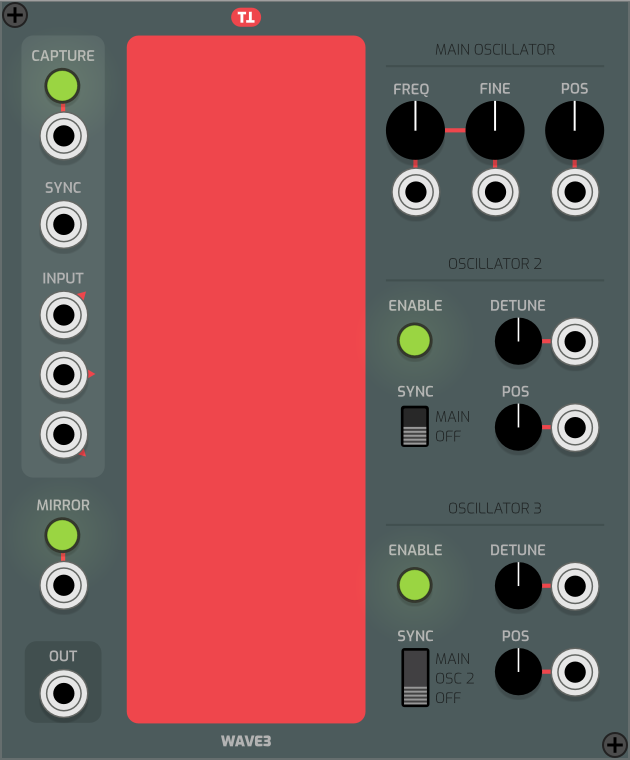 CAPTURE
SYNC
INPUT
MIRROR
OUT
WAVE3
MAIN OSCILLATOR
FREQ FINE POS
OSCILLATOR 2
ENABLE DETUNE
SYNC POS
MAIN
OFF
OSCILLATOR 3
ENABLE DETUNE
SYNC POS
MAIN
OSC 2
OFF